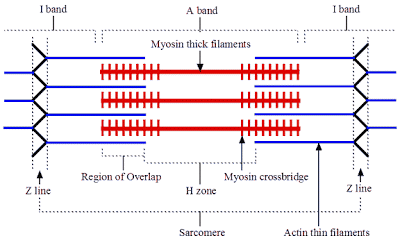 I band
A band
I band
Myosin thick filaments
Region of Overlap
H zone
Myosin crossbridge
Z line
Z line
Sarcomere
Actin thin filaments